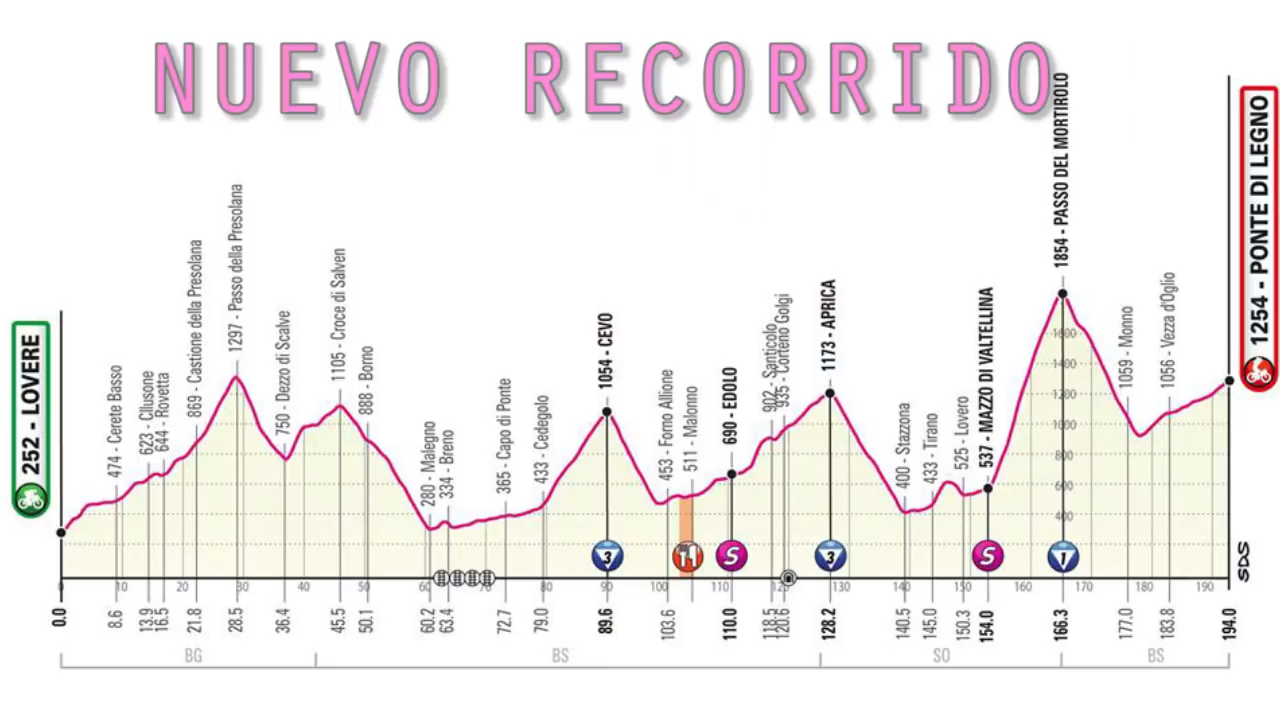 NUEVO RECORRIDO
252 - LOVERE
474 - Cerete Basso
623 - Clusone
644 - Rovetta
869 - Castione della Presolana
1297 - Passo della Presolana
750 - Dezzo di Scalve
1105 - Croce di Salven
888 - Borno
280 - Malegno
334 - Breno
365 - Capo di Ponte
433 - Cedegolo
1054 - CEVO
453 - Forno Allione
511 - Malonno
690 - EDOLO
902 - Santicolo
935 - Corteno Golgi
1173 - APRICA
400 - Stazzona
433 - Tirano
525 - Lovero
537 - MAZZO DI VALTELLINA
1854 - PASSO DEL MORTIROLO
1059 - Monno
1056 - Vezza d'Oglio
1254 - PONTE DI LEGNO
1600
1400
1200
1000
800
600
400
3
S
3
S
1
SDS
0 10 20 30 40 50 60 70 80 90 100 110 130 140 150 160 170 180 190
0.0
8.6
13.9
16.5
21.8
28.5
36.4
45.5
50.1
60.2
63.4
72.7
79.0
89.6
103.6
110.0
120.6
128.2
140.5
145.0
150.3
154.0
166.3
177.0
183.8
194.0
BG BS SO BS